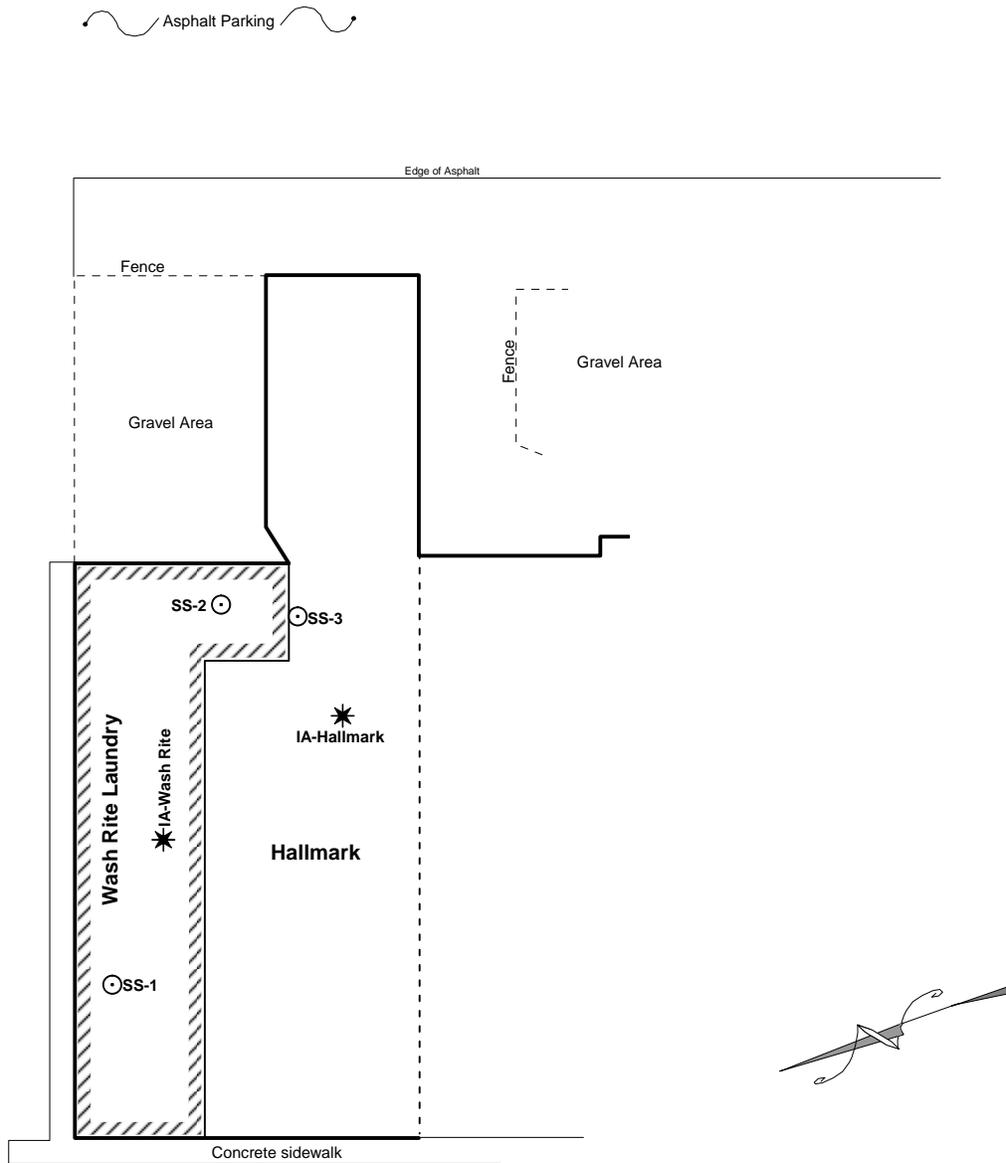 Asphalt Parking
Edge of Asphalt
Fence
Fence
Gravel Area
Gravel Area
SS-2
SS-3
IA-Hallmark
IA-Wash Rite
Wash Rite Laundry
Hallmark
SS-1
Concrete sidewalk